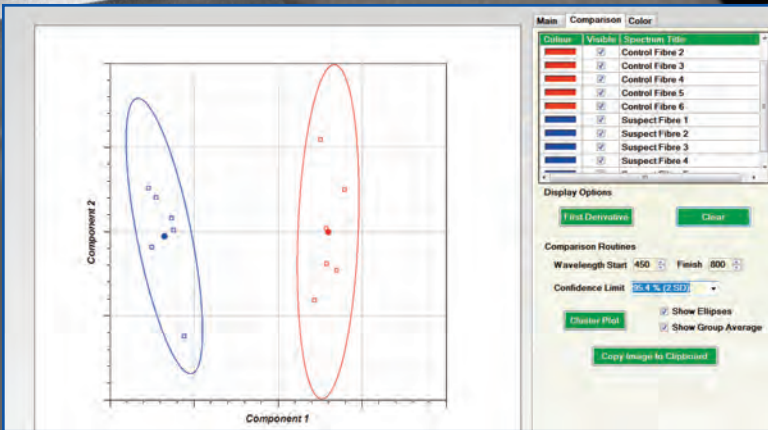 Main Comparison Color
Colour Visible Spectrum Title
Control Fibre 2
Control Fibre 3
Control Fibre 4
Control Fibre 5
Control Fibre 6
Suspect Fibre 1
Suspect Fibre 2
Suspect Fibre 3
Suspect Fibre 4
Display Options
First Derivative Clear
Comparison Routines
Wavelength Start 450 Finish 800
Confidence Limit 95.4 % (2 SD)
Cluster Plot
Show Ellipses
Show Group Average
Copy Image to Clipboard
Component 2
Component 1